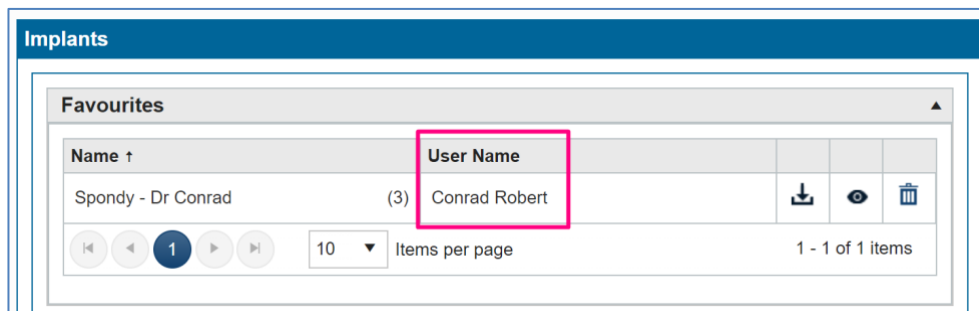 Implants
Favourites
Name ↑ User Name
Spondy - Dr Conrad (3) Conrad Robert
1 10 Items per page 1 - 1 of 1 items